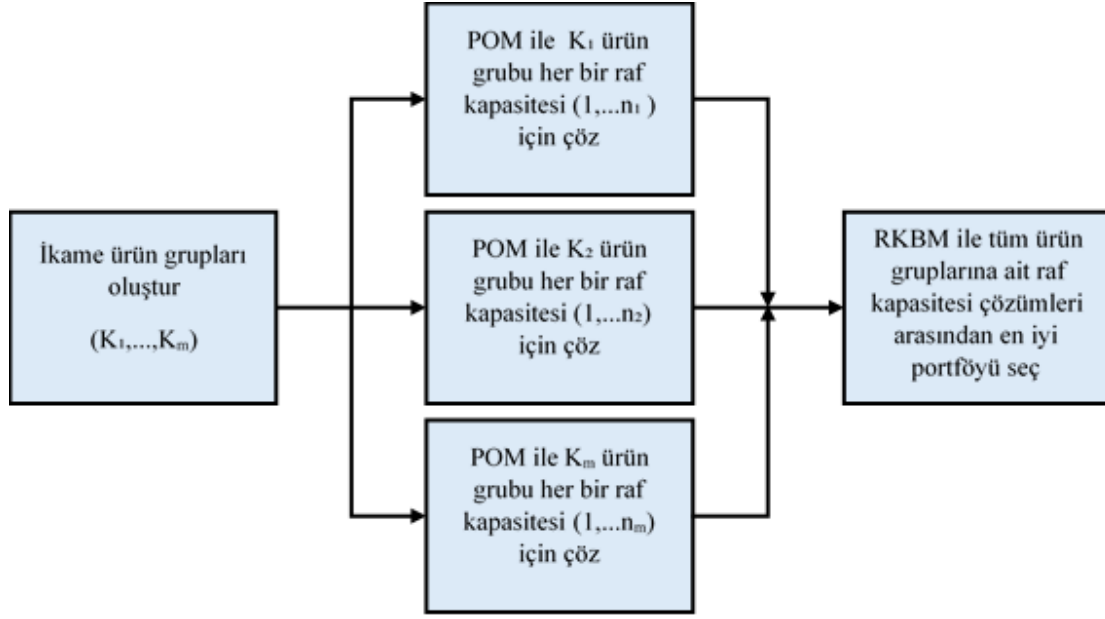 İkame ürün grupları
oluştur
(K₁,...,Kₘ)
POM ile K₁ ürün
grubu her bir raf
kapasitesi (1,...n₁ )
için çöz
POM ile K₂ ürün
grubu her bir raf
kapasitesi (1,...n₂)
için çöz
POM ile Kₘ ürün
grubu her bir raf
kapasitesi (1,...nₘ)
için çöz
RKBM ile tüm ürün
gruplarına ait raf
kapasitesi çözümleri
arasından en iyi
portföyü seç